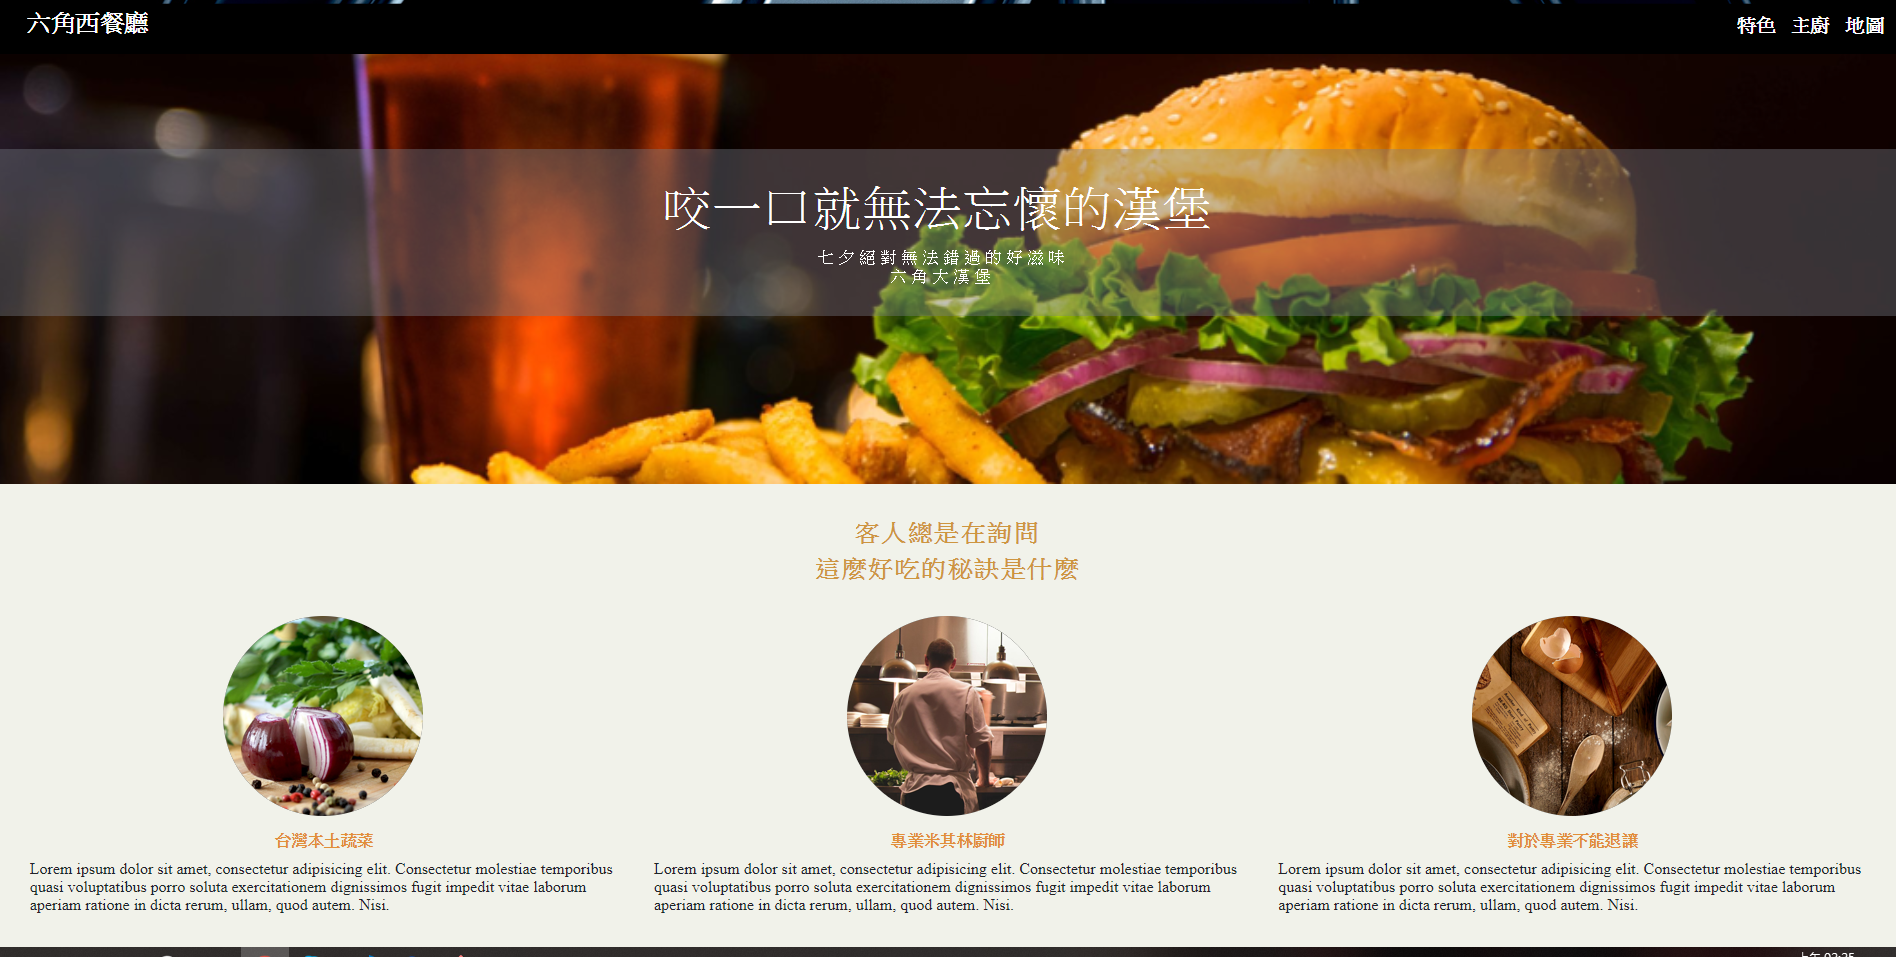 六角西餐廳
特色 主廚 地圖
咬一口就無法忘懷的漢堡
七夕絕對無法錯過的好滋味
六角大漢堡
客人總是在詢問
這麼好吃的秘訣是什麼
台灣本土蔬菜
Lorem ipsum dolor sit amet, consectetur adipisicing elit. Consectetur molestiae temporibus
quasi voluptatibus porro soluta exercitationem dignissimos fugit impedit vitae laborum
aperiam ratione in dicta rerum, ullam, quod autem. Nisi.
專業米其林廚師
Lorem ipsum dolor sit amet, consectetur adipisicing elit. Consectetur molestiae temporibus
quasi voluptatibus porro soluta exercitationem dignissimos fugit impedit vitae laborum
aperiam ratione in dicta rerum, ullam, quod autem. Nisi.
對於專業不能退讓
Lorem ipsum dolor sit amet, consectetur adipisicing elit. Consectetur molestiae temporibus
quasi voluptatibus porro soluta exercitationem dignissimos fugit impedit vitae laborum
aperiam ratione in dicta rerum, ullam, quod autem. Nisi.